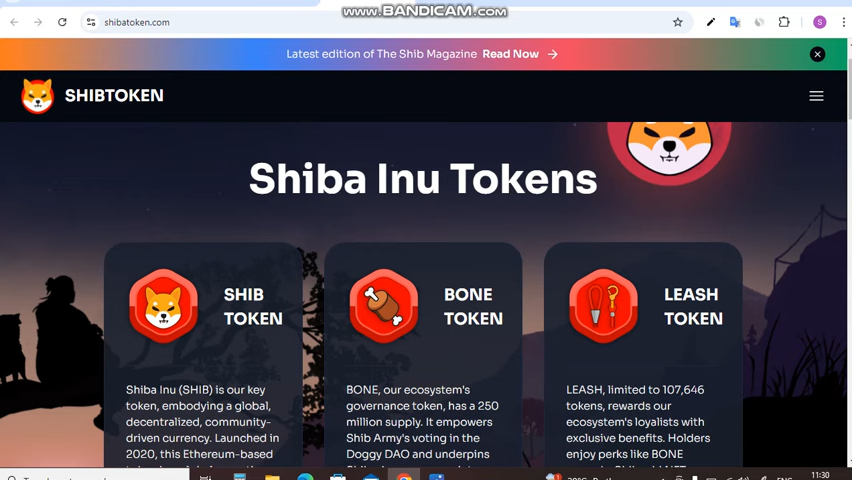 www.BANDICAM.com
shibatoken.com
S
Latest edition of The Shib Magazine Read Now →
SHIBTOKEN
Shiba Inu Tokens
SHIB
TOKEN
Shiba Inu (SHIB) is our key
token, embodying a global,
decentralized, community-
driven currency. Launched in
2020, this Ethereum-based
BONE
TOKEN
BONE, our ecosystem's
governance token, has a 250
million supply. It empowers
Shib Army's voting in the
Doggy DAO and underpins
LEASH
TOKEN
LEASH, limited to 107,646
tokens, rewards our
ecosystem's loyalists with
exclusive benefits. Holders
enjoy perks like BONE
11:30